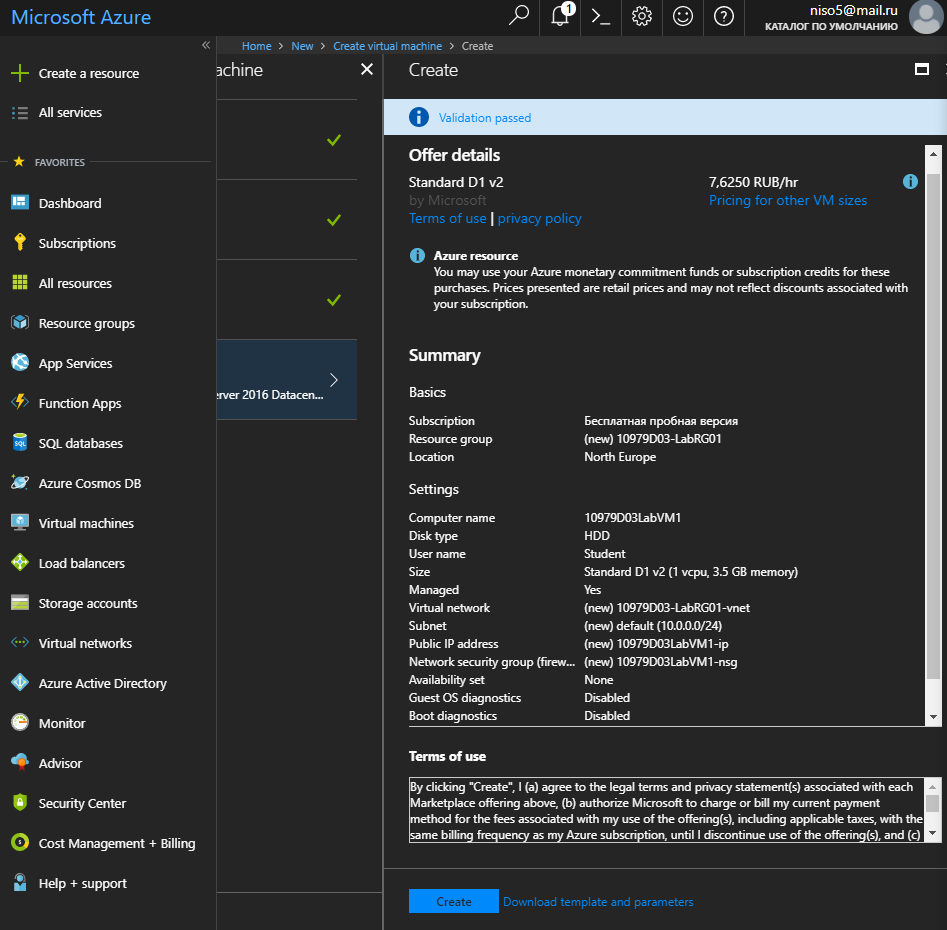 Microsoft Azure
1
niso5@mail.ru
КАТАЛОГ ПО УМОЛЧАНИЮ
Home > New > Create virtual machine > Create
Create a resource
All services
FAVORITES
Dashboard
Subscriptions
All resources
Resource groups
App Services
Function Apps
SQL databases
Azure Cosmos DB
Virtual machines
Load balancers
Storage accounts
Virtual networks
Azure Active Directory
Monitor
Advisor
Security Center
Cost Management + Billing
Help + support
achine
erver 2016 Datacen...
Create
Validation passed
Offer details
Standard D1 v2 7,6250 RUB/hr
by Microsoft Pricing for other VM sizes
Terms of use | privacy policy
Azure resource
You may use your Azure monetary commitment funds or subscription credits for these
purchases. Prices presented are retail prices and may not reflect discounts associated with
your subscription.
Summary
Basics
Subscription Бесплатная пробная версия
Resource group (new) 10979D03-LabRG01
Location North Europe
Settings
Computer name 10979D03LabVM1
Disk type HDD
User name Student
Size Standard D1 v2 (1 vcpu, 3.5 GB memory)
Managed Yes
Virtual network (new) 10979D03-LabRG01-vnet
Subnet (new) default (10.0.0.0/24)
Public IP address (new) 10979D03LabVM1-ip
Network security group (firew... (new) 10979D03LabVM1-nsg
Availability set None
Guest OS diagnostics Disabled
Boot diagnostics Disabled
Terms of use
By clicking "Create", I (a) agree to the legal terms and privacy statement(s) associated with each
Marketplace offering above, (b) authorize Microsoft to charge or bill my current payment
method for the fees associated with my use of the offering(s), including applicable taxes, with the
same billing frequency as my Azure subscription, until I discontinue use of the offering(s), and (c)
Create Download template and parameters